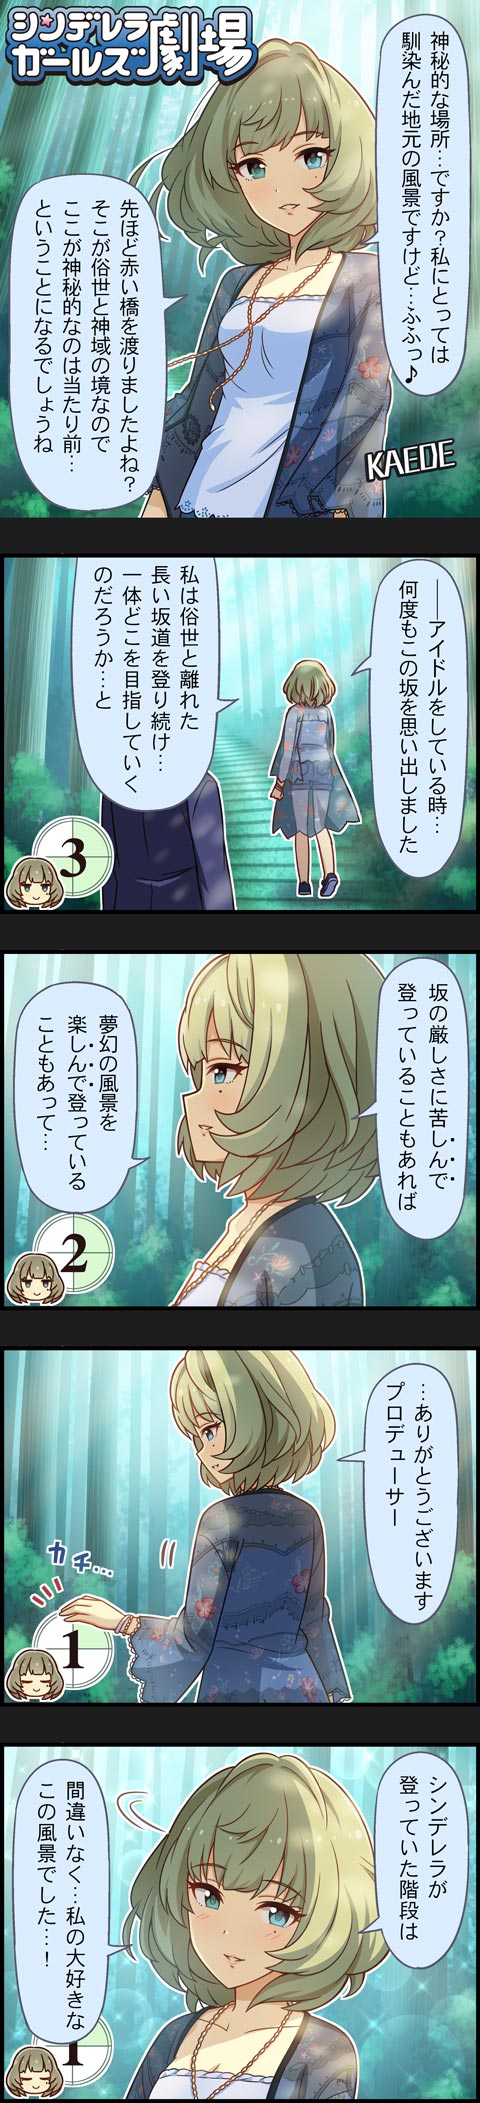 シンデレラ
ガールズ劇場
神秘的な場所…ですか?私にとっては
馴染んだ地元の風景ですけど…ふふっ♪
先ほど赤い橋を渡りましたよね?
そこが俗世と神域の境なので
ここが神秘的なのは当たり前…
ということになるでしょうね
KAEDE
──アイドルをしている時…
何度もこの坂を思い出しました
私は俗世と離れた
長い坂道を登り続け…
一体どこを目指していく
のだろうか…と
3
坂の厳しさに苦しんで
登っていることもあれば
夢幻の風景を
楽しんで登っている
こともあって…
2
…ありがとうございます
プロデューサー
カチ…
1
シンデレラが
登っていた階段は
間違いなく…私の大好きな
この風景でした…!
1